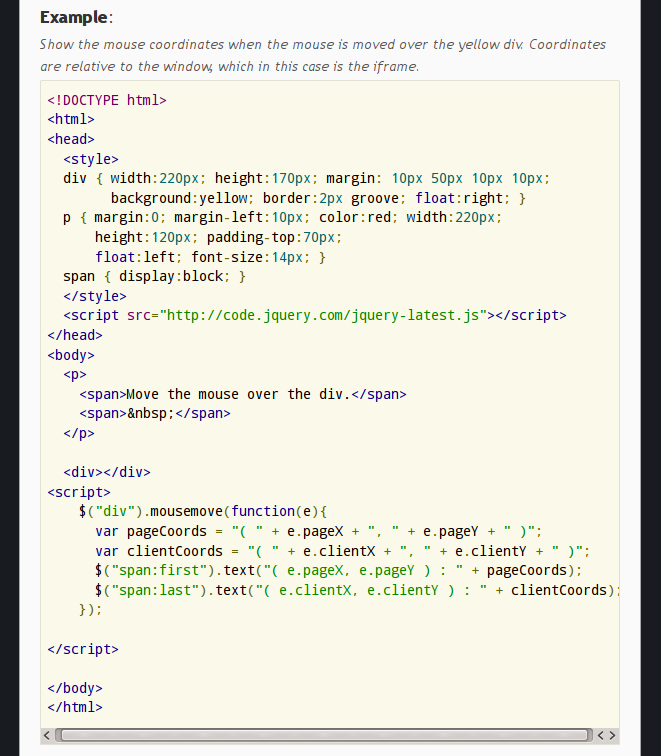 Example:
Show the mouse coordinates when the mouse is moved over the yellow div. Coordinates
are relative to the window, which in this case is the iframe.
<!DOCTYPE html>
<html>
<head>
  <style>
  div { width:220px; height:170px; margin: 10px 50px 10px 10px;
        background:yellow; border:2px groove; float:right; }
  p { margin:0; margin-left:10px; color:red; width:220px;
      height:120px; padding-top:70px;
      float:left; font-size:14px; }
  span { display:block; }
  </style>
  <script src="http://code.jquery.com/jquery-latest.js"></script>
</head>
<body>
  <p>
    <span>Move the mouse over the div.</span>
    <span>&nbsp;</span>
  </p>

  <div></div>
<script>
    $("div").mousemove(function(e){
      var pageCoords = "( " + e.pageX + ", " + e.pageY + " )";
      var clientCoords = "( " + e.clientX + ", " + e.clientY + " )";
      $("span:first").text("( e.pageX, e.pageY ) : " + pageCoords);
      $("span:last").text("( e.clientX, e.clientY ) : " + clientCoords);
    });

</script>

</body>
</html>